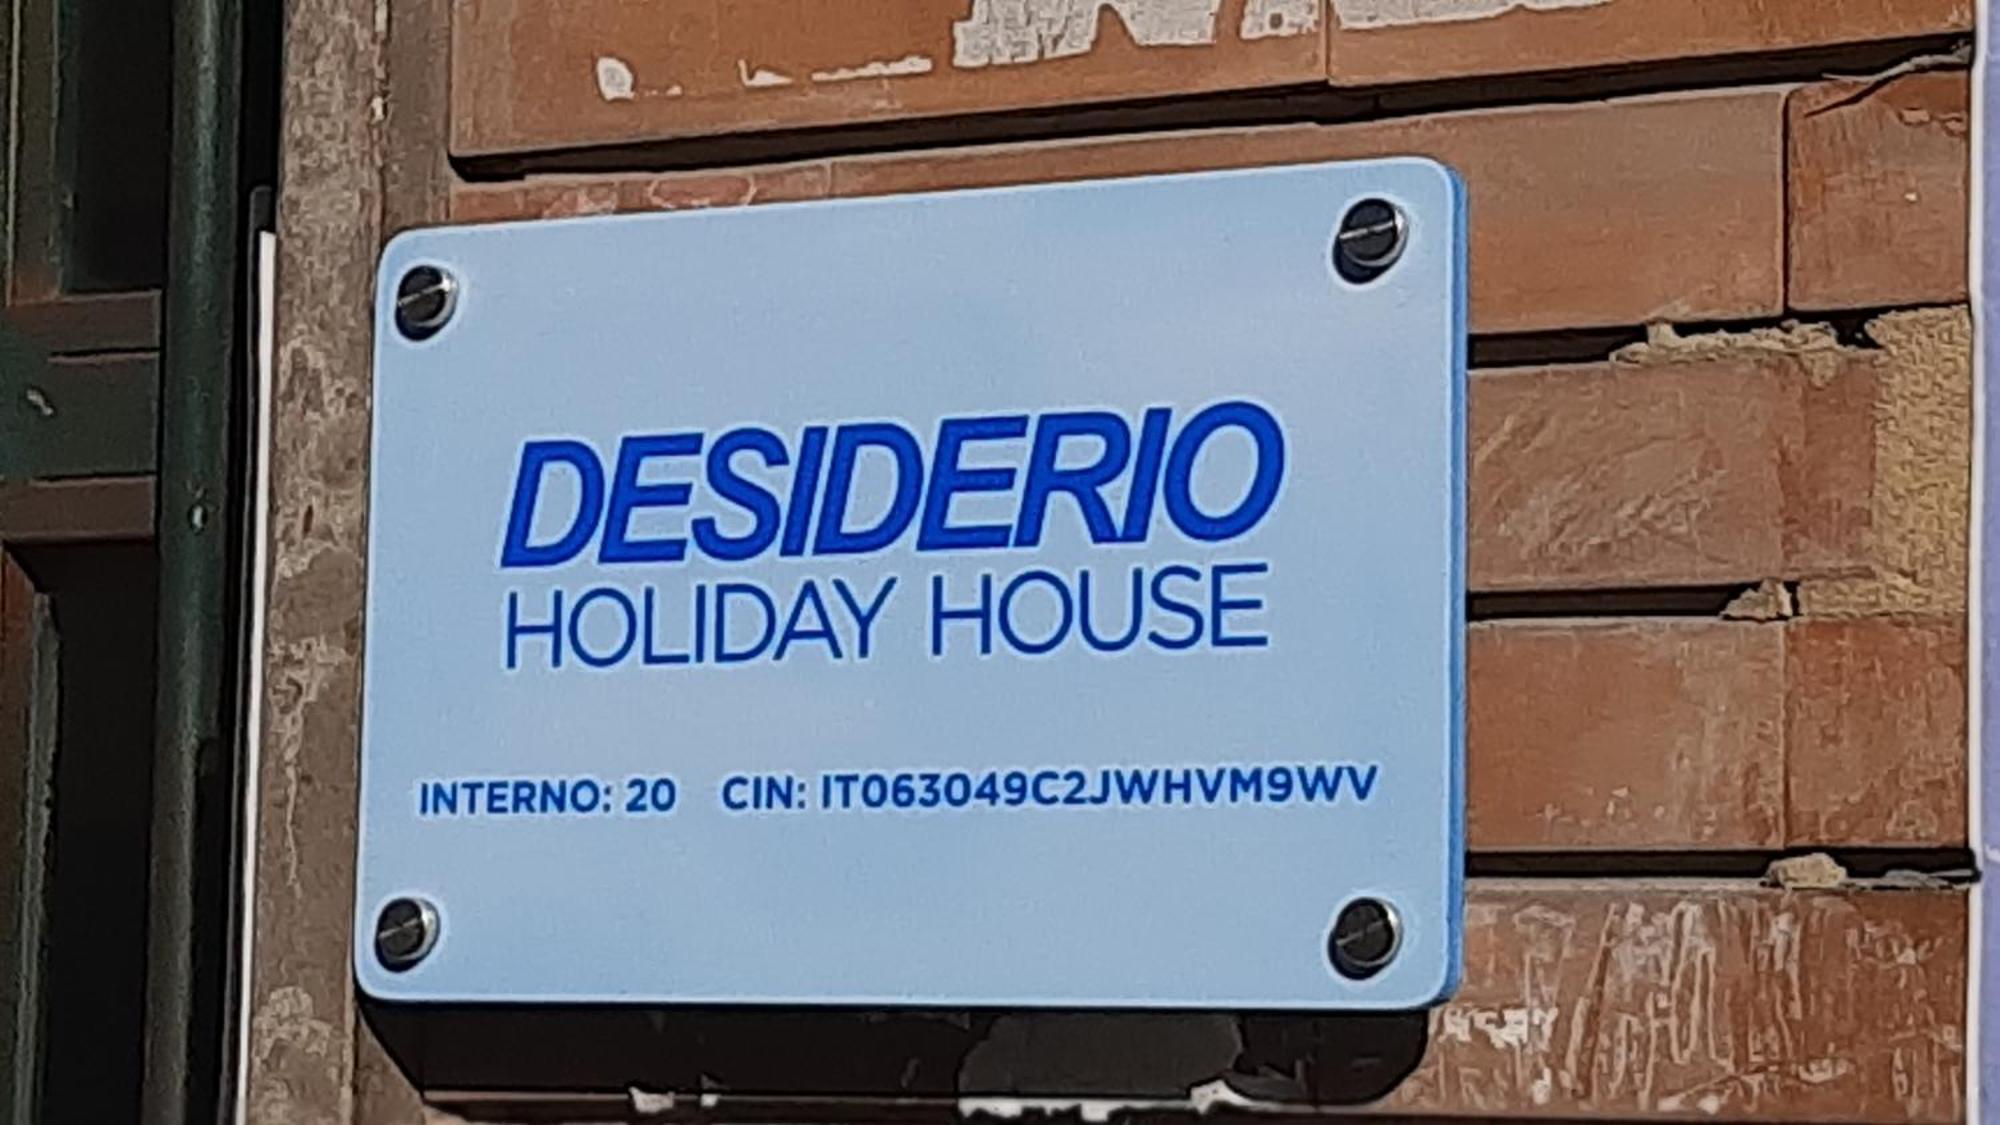 DESIDERIO
HOLIDAY HOUSE
INTERNO: 20 CIN: IT063049C2JWHVM9WV